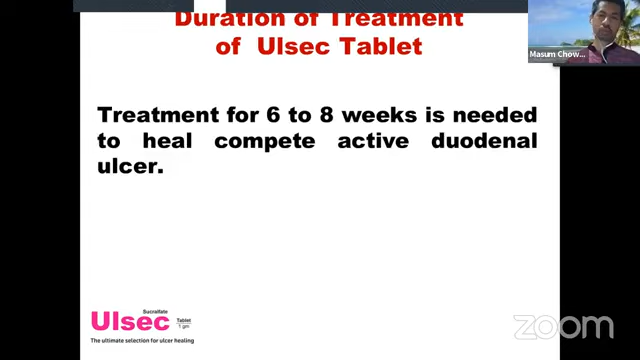 Duration of Treatment
of Ulsec Tablet
Masum Chow...
Treatment for 6 to 8 weeks is needed
to heal compete active duodenal
ulcer.
Sucralfate
Ulsec Tablet
1 gm
The ultimate selection for ulcer healing
zoom